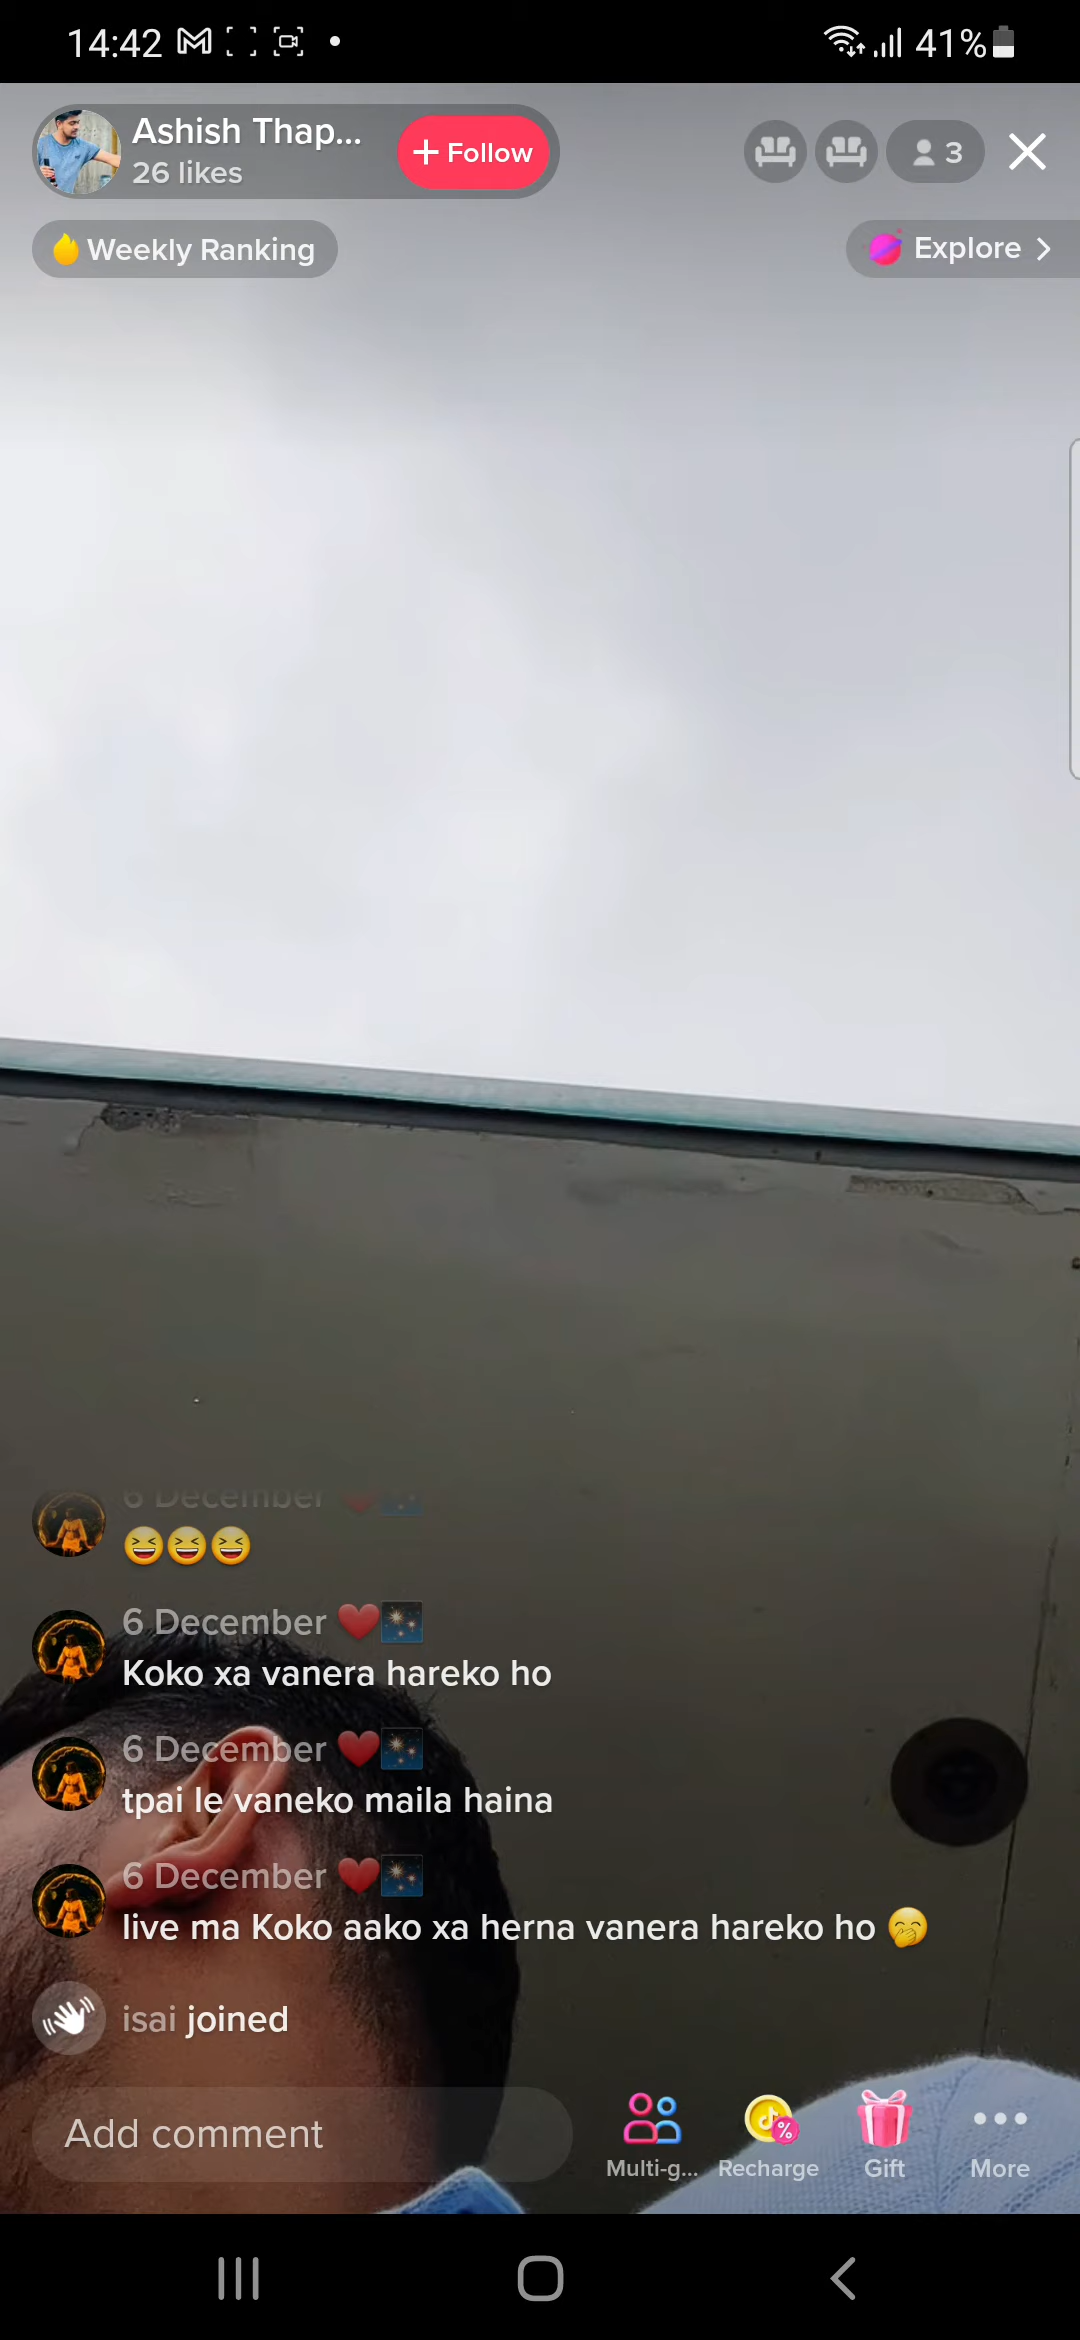 14:42
41%
Ashish Thap...
26 likes
+ Follow
3
Weekly Ranking
Explore
6 December ❤️🎇
😆😆😆
6 December ❤️🎇
Koko xa vanera hareko ho
6 December ❤️🎇
tpai le vaneko maila haina
6 December ❤️🎇
live ma Koko aako xa herna vanera hareko ho 🤭
isai joined
Add comment
Multi-g...
Recharge
Gift
More